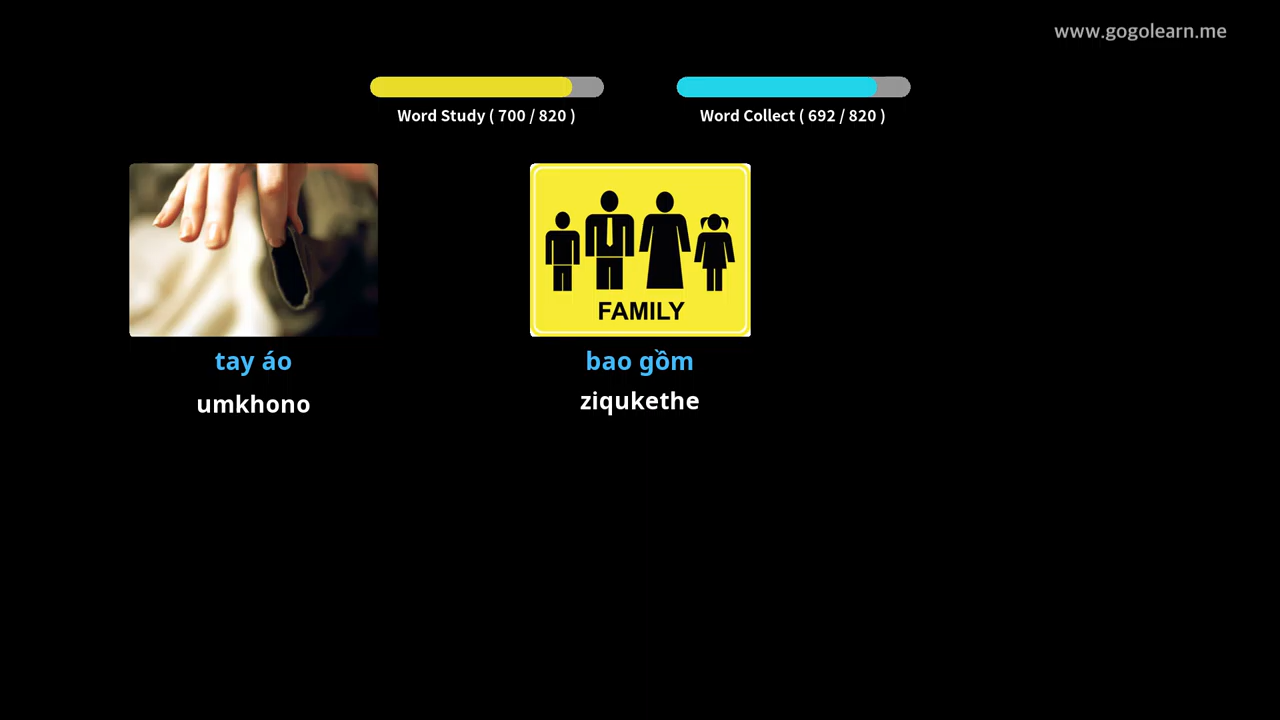 www.gogolearn.me
Word Study ( 700 / 820 )
Word Collect ( 692 / 820 )
FAMILY
tay áo
bao gồm
umkhono
ziqukethe